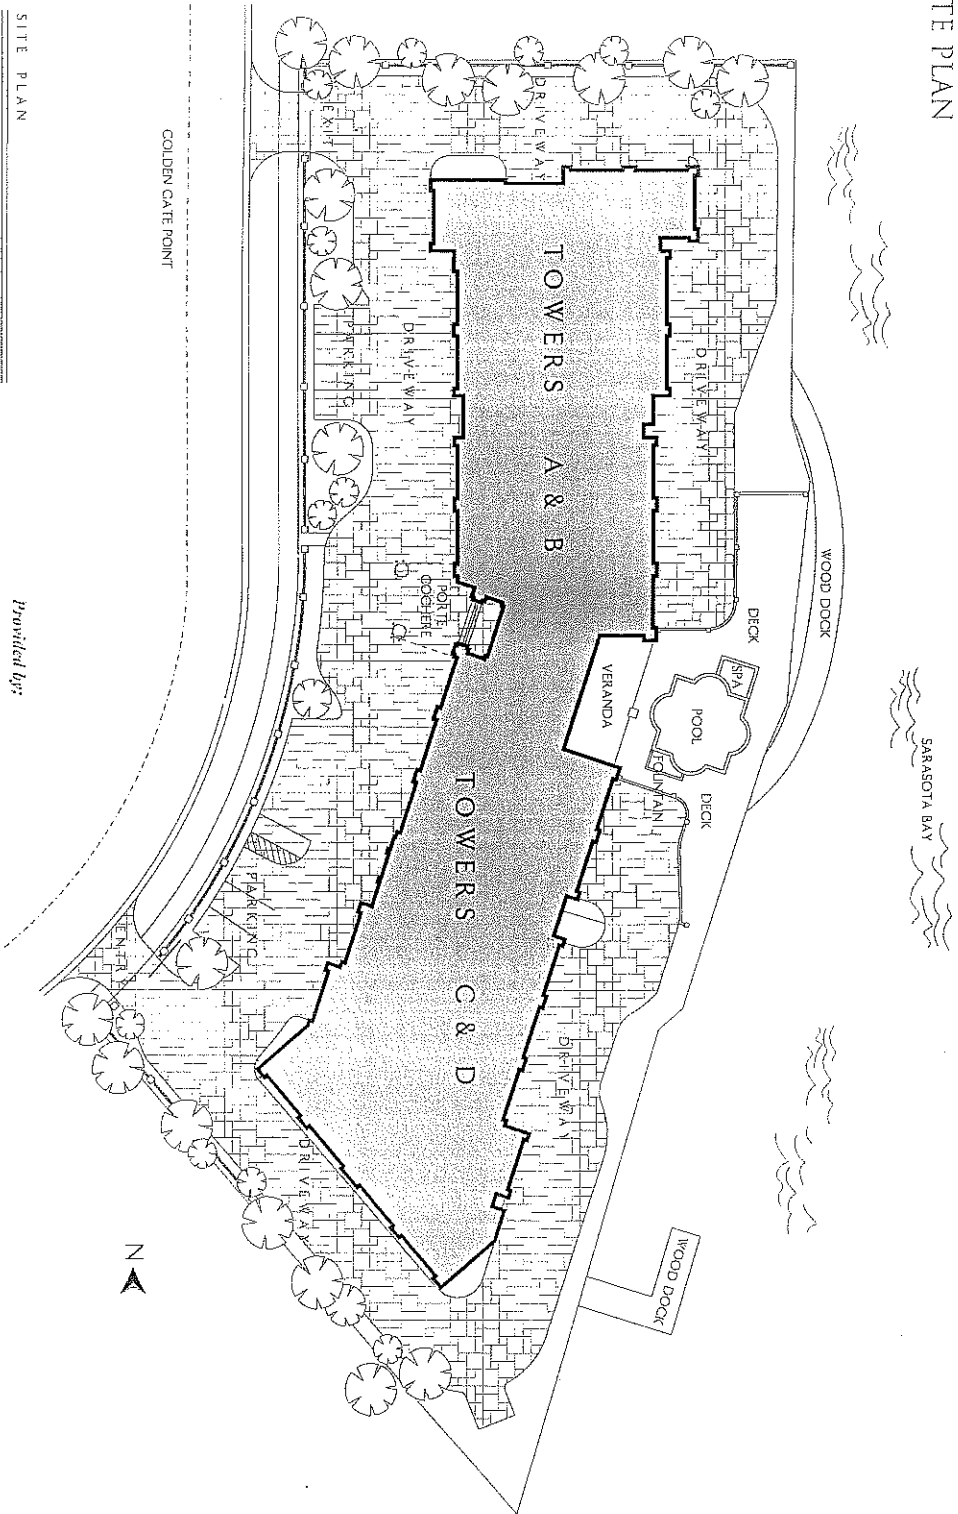 TE PLAN
SITE PLAN
GOLDEN GATE POINT
EXIT
DRIVEWAY
PARKING
DRIVEWAY
DRIVEWAY
TOWERS A & B
PORTE
COCHERE
WOOD DOCK
DECK
SPA
POOL
VERANDA
FOUNTAIN
DECK
SARASOTA BAY
TOWERS C & D
PARKING
ENTR
DRIVEWAY
DRIVEWAY
WOOD DOCK
N
Provided by: